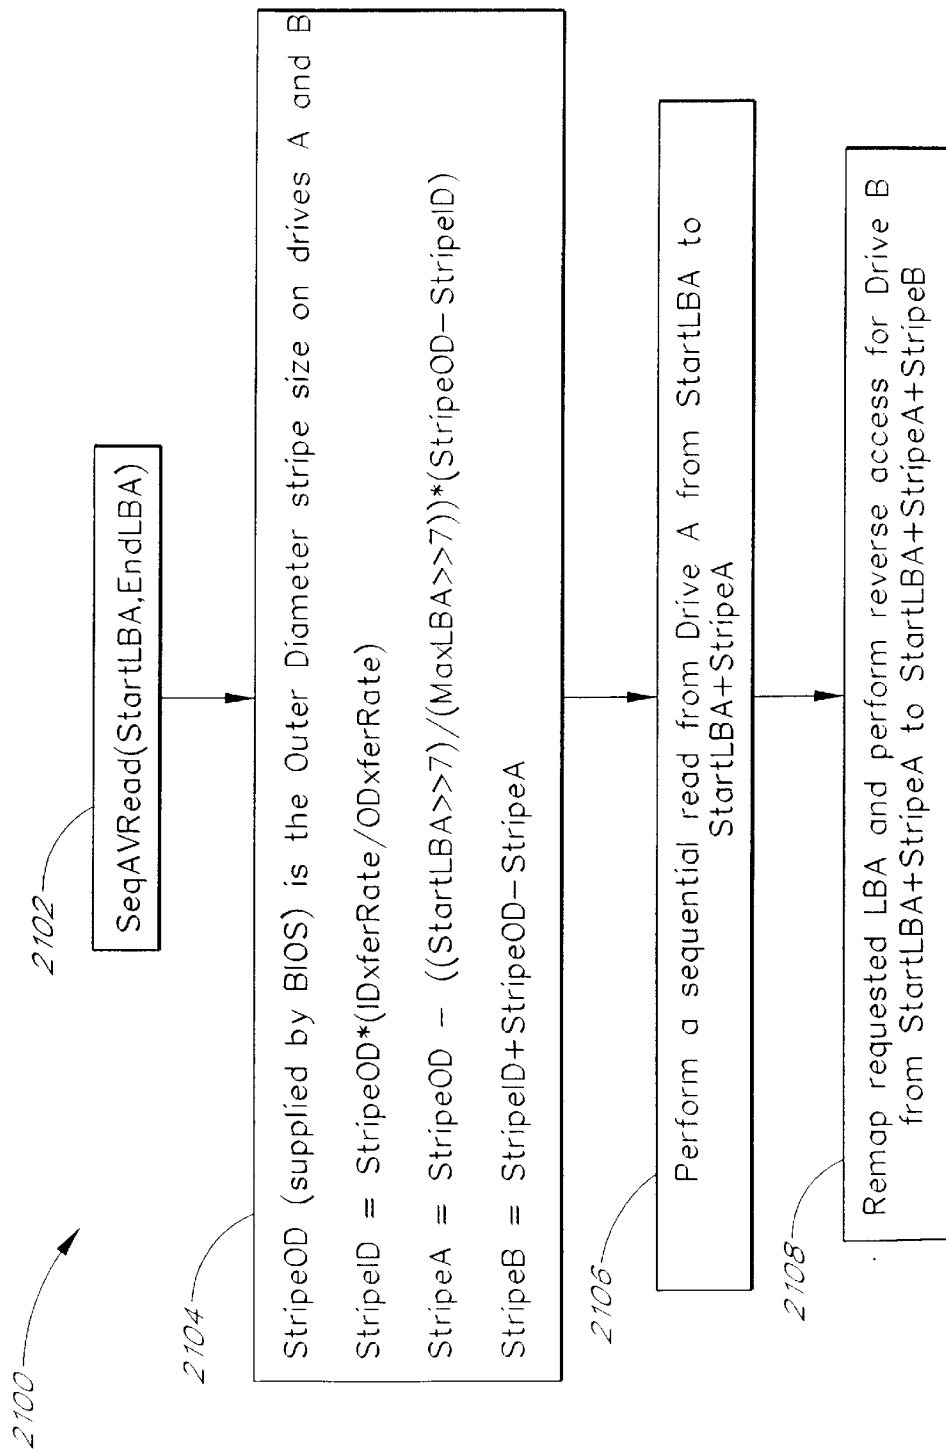 2100
2102
SeqAVRead(StartLBA,EndLBA)
2104
StripeOD (supplied by BIOS) is the Outer Diameter stripe size on drives A and B
StripeID = StripeOD*(IDxferRate/ODxferRate)
StripeA = StripeOD - ((StartLBA>>7)/(MaxLBA>>7))*(StripeOD-StripeID)
StripeB = StripeID+StripeOD-StripeA
2106
Perform a sequential read from Drive A from StartLBA to
StartLBA+StripeA
2108
Remap requested LBA and perform reverse access for Drive B
from StartLBA+StripeA to StartLBA+StripeA+StripeB